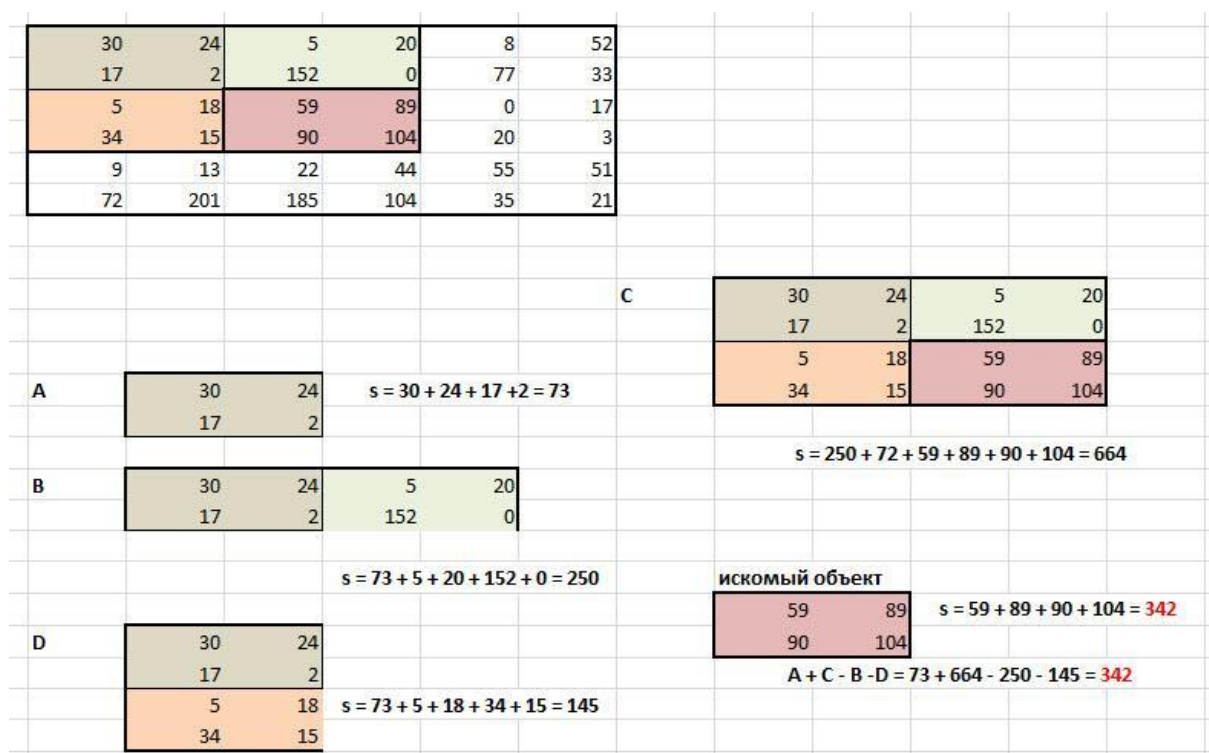 30 24 5 20 8 52
17 2 152 0 77 33
5 18 59 89 0 17
34 15 90 104 20 3
9 13 22 44 55 51
72 201 185 104 35 21
C
30 24 5 20
17 2 152 0
5 18 59 89
34 15 90 104
s = 250 + 72 + 59 + 89 + 90 + 104 = 664
A
30 24
17 2
s = 30 + 24 + 17 +2 = 73
B
30 24 5 20
17 2 152 0
s = 73 + 5 + 20 + 152 + 0 = 250
D
30 24
17 2
5 18
34 15
s = 73 + 5 + 18 + 34 + 15 = 145
искомый объект
59 89
90 104
s = 59 + 89 + 90 + 104 = 342
A + C - B -D = 73 + 664 - 250 - 145 = 342